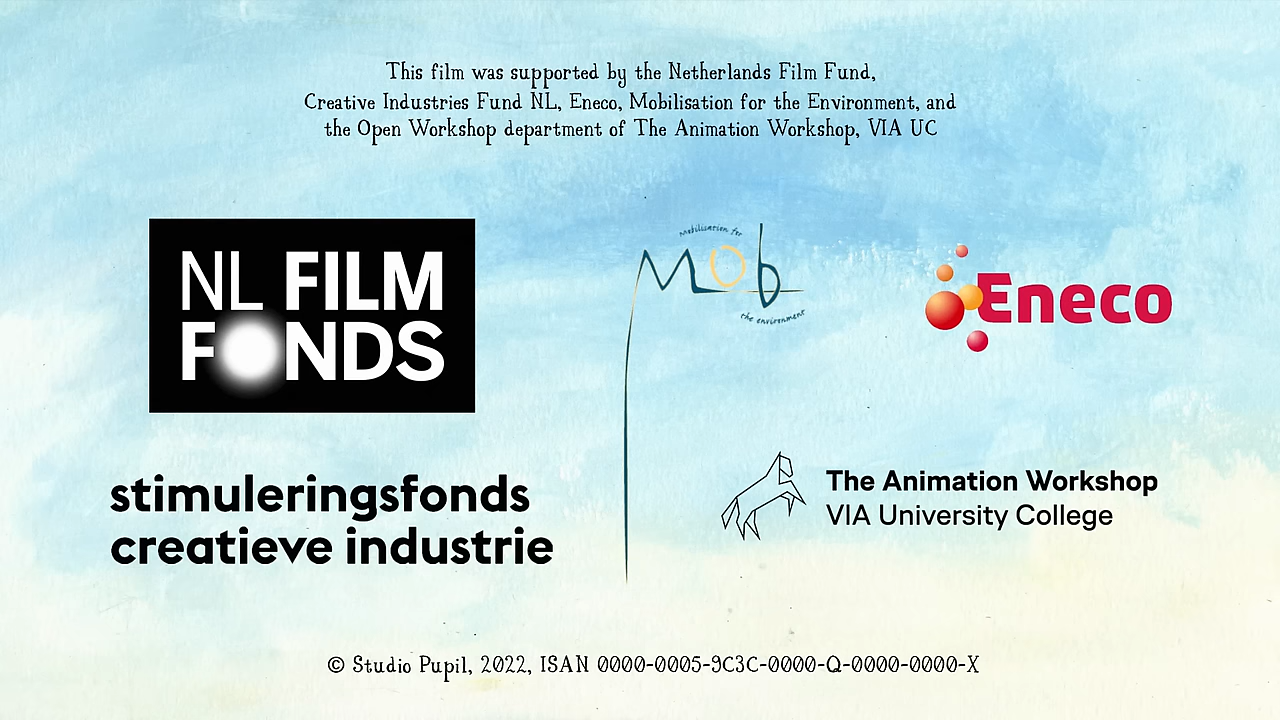 This film was supported by the Netherlands Film Fund,
Creative Industries Fund NL, Eneco, Mobilisation for the Environment, and
the Open Workshop department of The Animation Workshop, VIA UC
NL FILM
FONDS
mobilisation for
Mob
the environment
Eneco
stimuleringsfonds
creatieve industrie
The Animation Workshop
VIA University College
© Studio Pupil, 2022, ISAN 0000-0005-9C3C-0000-Q-0000-0000-X